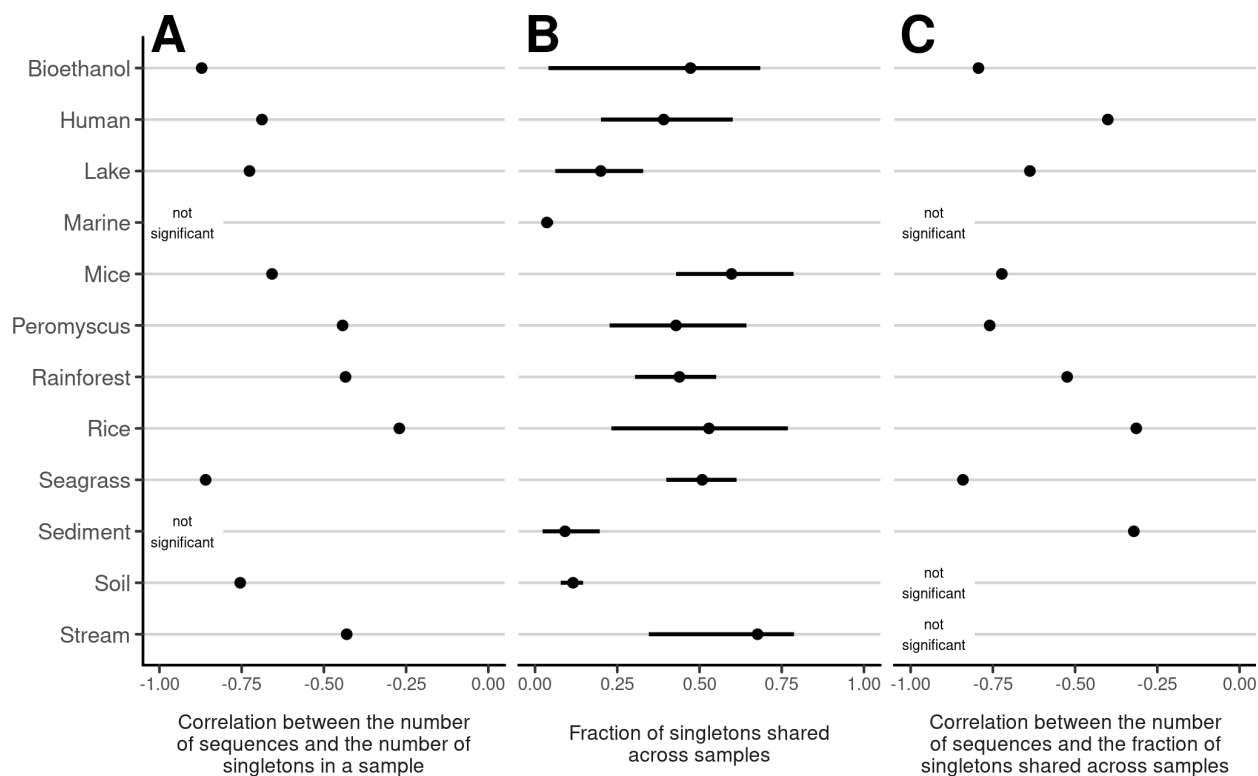 A
B
C
Bioethanol
Human
Lake
Marine
not
significant
not
significant
Mice
Peromyscus
Rainforest
Rice
Seagrass
Sediment
not
significant
Soil
not
significant
Stream
not
significant
-1.00 -0.75 -0.50 -0.25 0.00
0.00 0.25 0.50 0.75 1.00
-1.00 -0.75 -0.50 -0.25 0.00
Correlation between the number
of sequences and the number of
singletons in a sample
Fraction of singletons shared
across samples
Correlation between the number
of sequences and the fraction of
singletons shared across samples